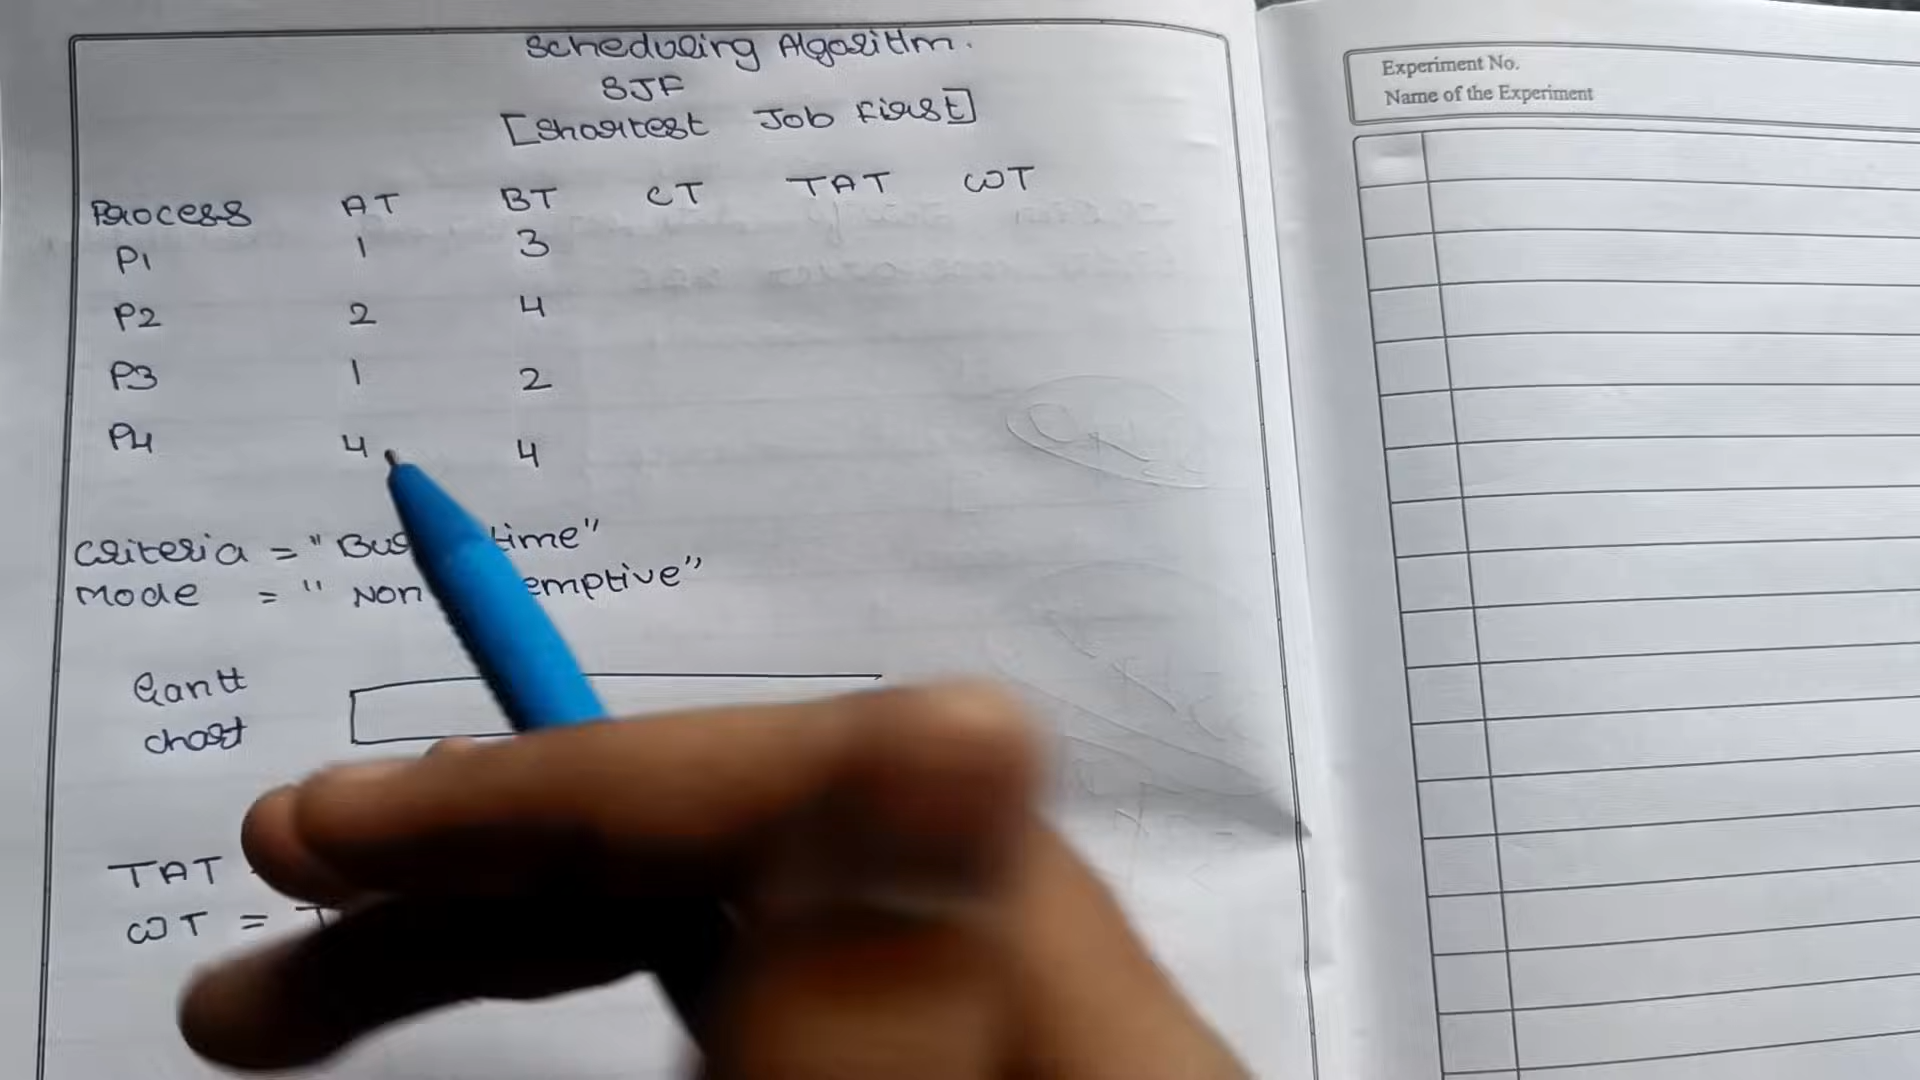 Scheduling Algorithm.
SJF
[Shortest Job First]
Process AT BT CT TAT WT
P1 1 3
P2 2 4
P3 1 2
P4 4 4
Criteria = " time"
Mode = " Non emptive"
Gantt
chart
TAT
WT =
Experiment No.
Name of the Experiment